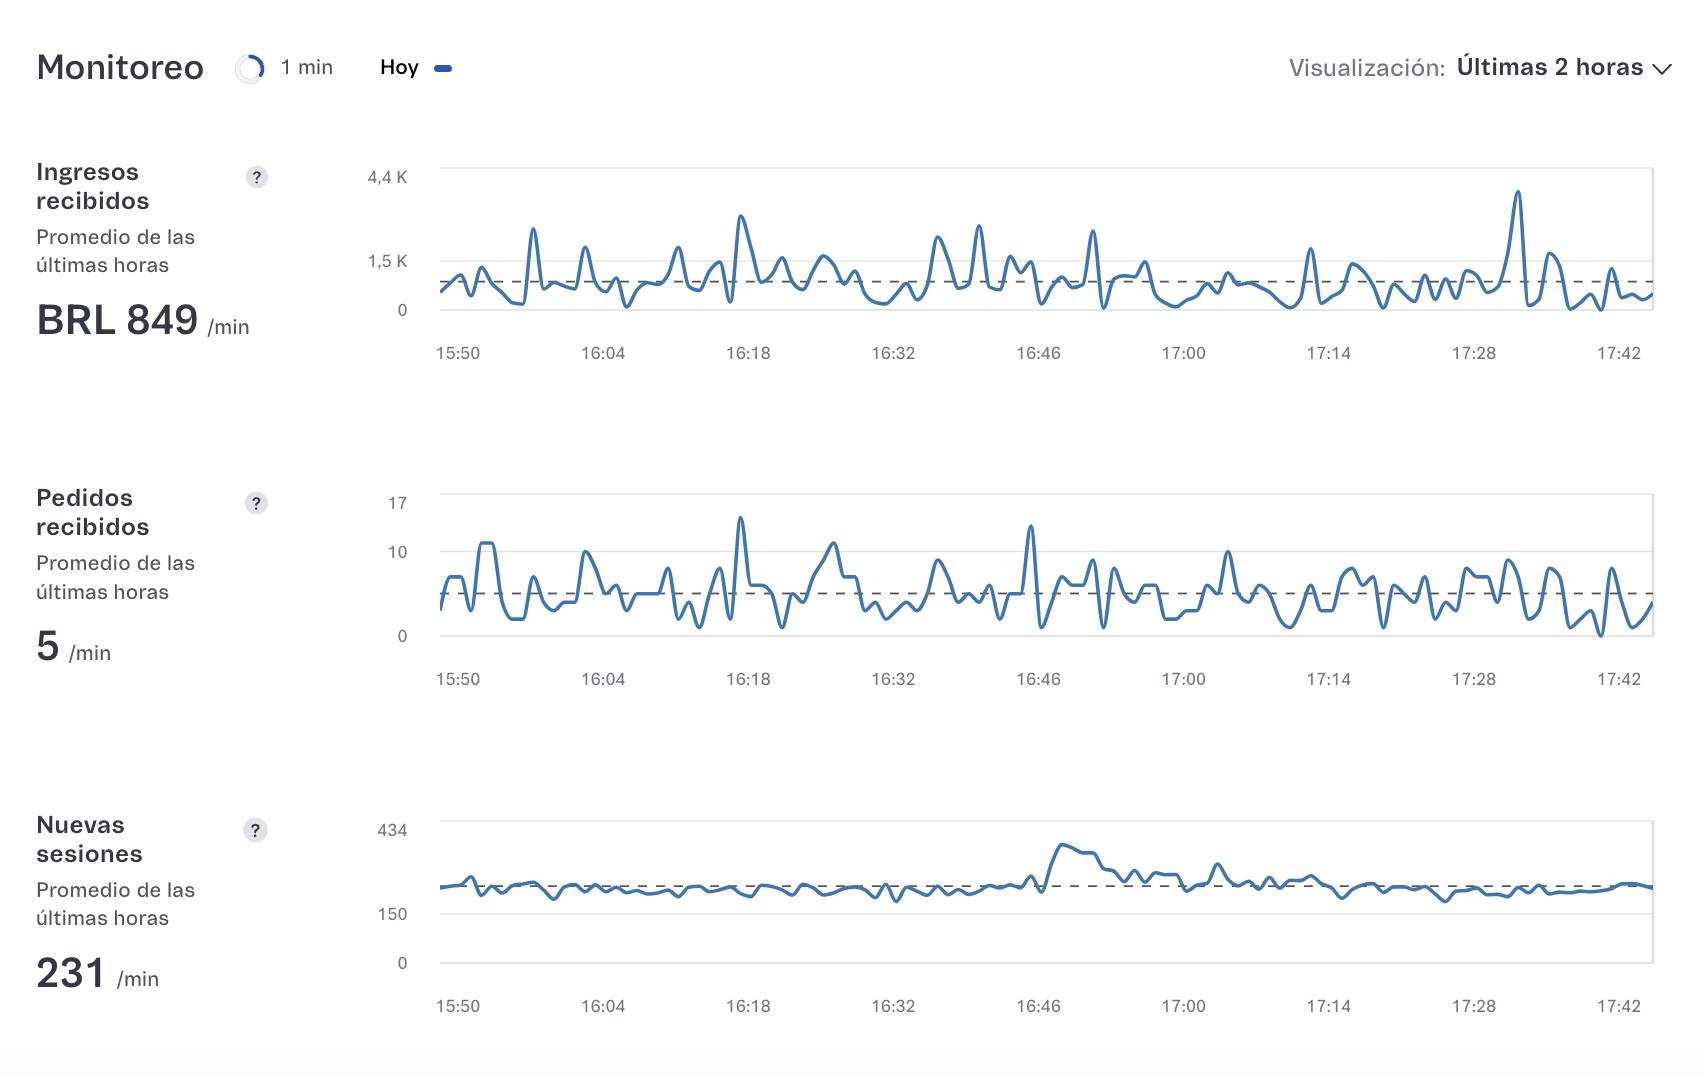 Monitoreo 1 min Hoy Visualización: Últimas 2 horas
Ingresos
recibidos
?
Promedio de las
últimas horas
BRL 849 /min
4,4 K
1,5 K
0
15:50 16:04 16:18 16:32 16:46 17:00 17:14 17:28 17:42
Pedidos
recibidos
?
Promedio de las
últimas horas
5 /min
17
10
0
15:50 16:04 16:18 16:32 16:46 17:00 17:14 17:28 17:42
Nuevas
sesiones
?
Promedio de las
últimas horas
231 /min
434
150
0
15:50 16:04 16:18 16:32 16:46 17:00 17:14 17:28 17:42